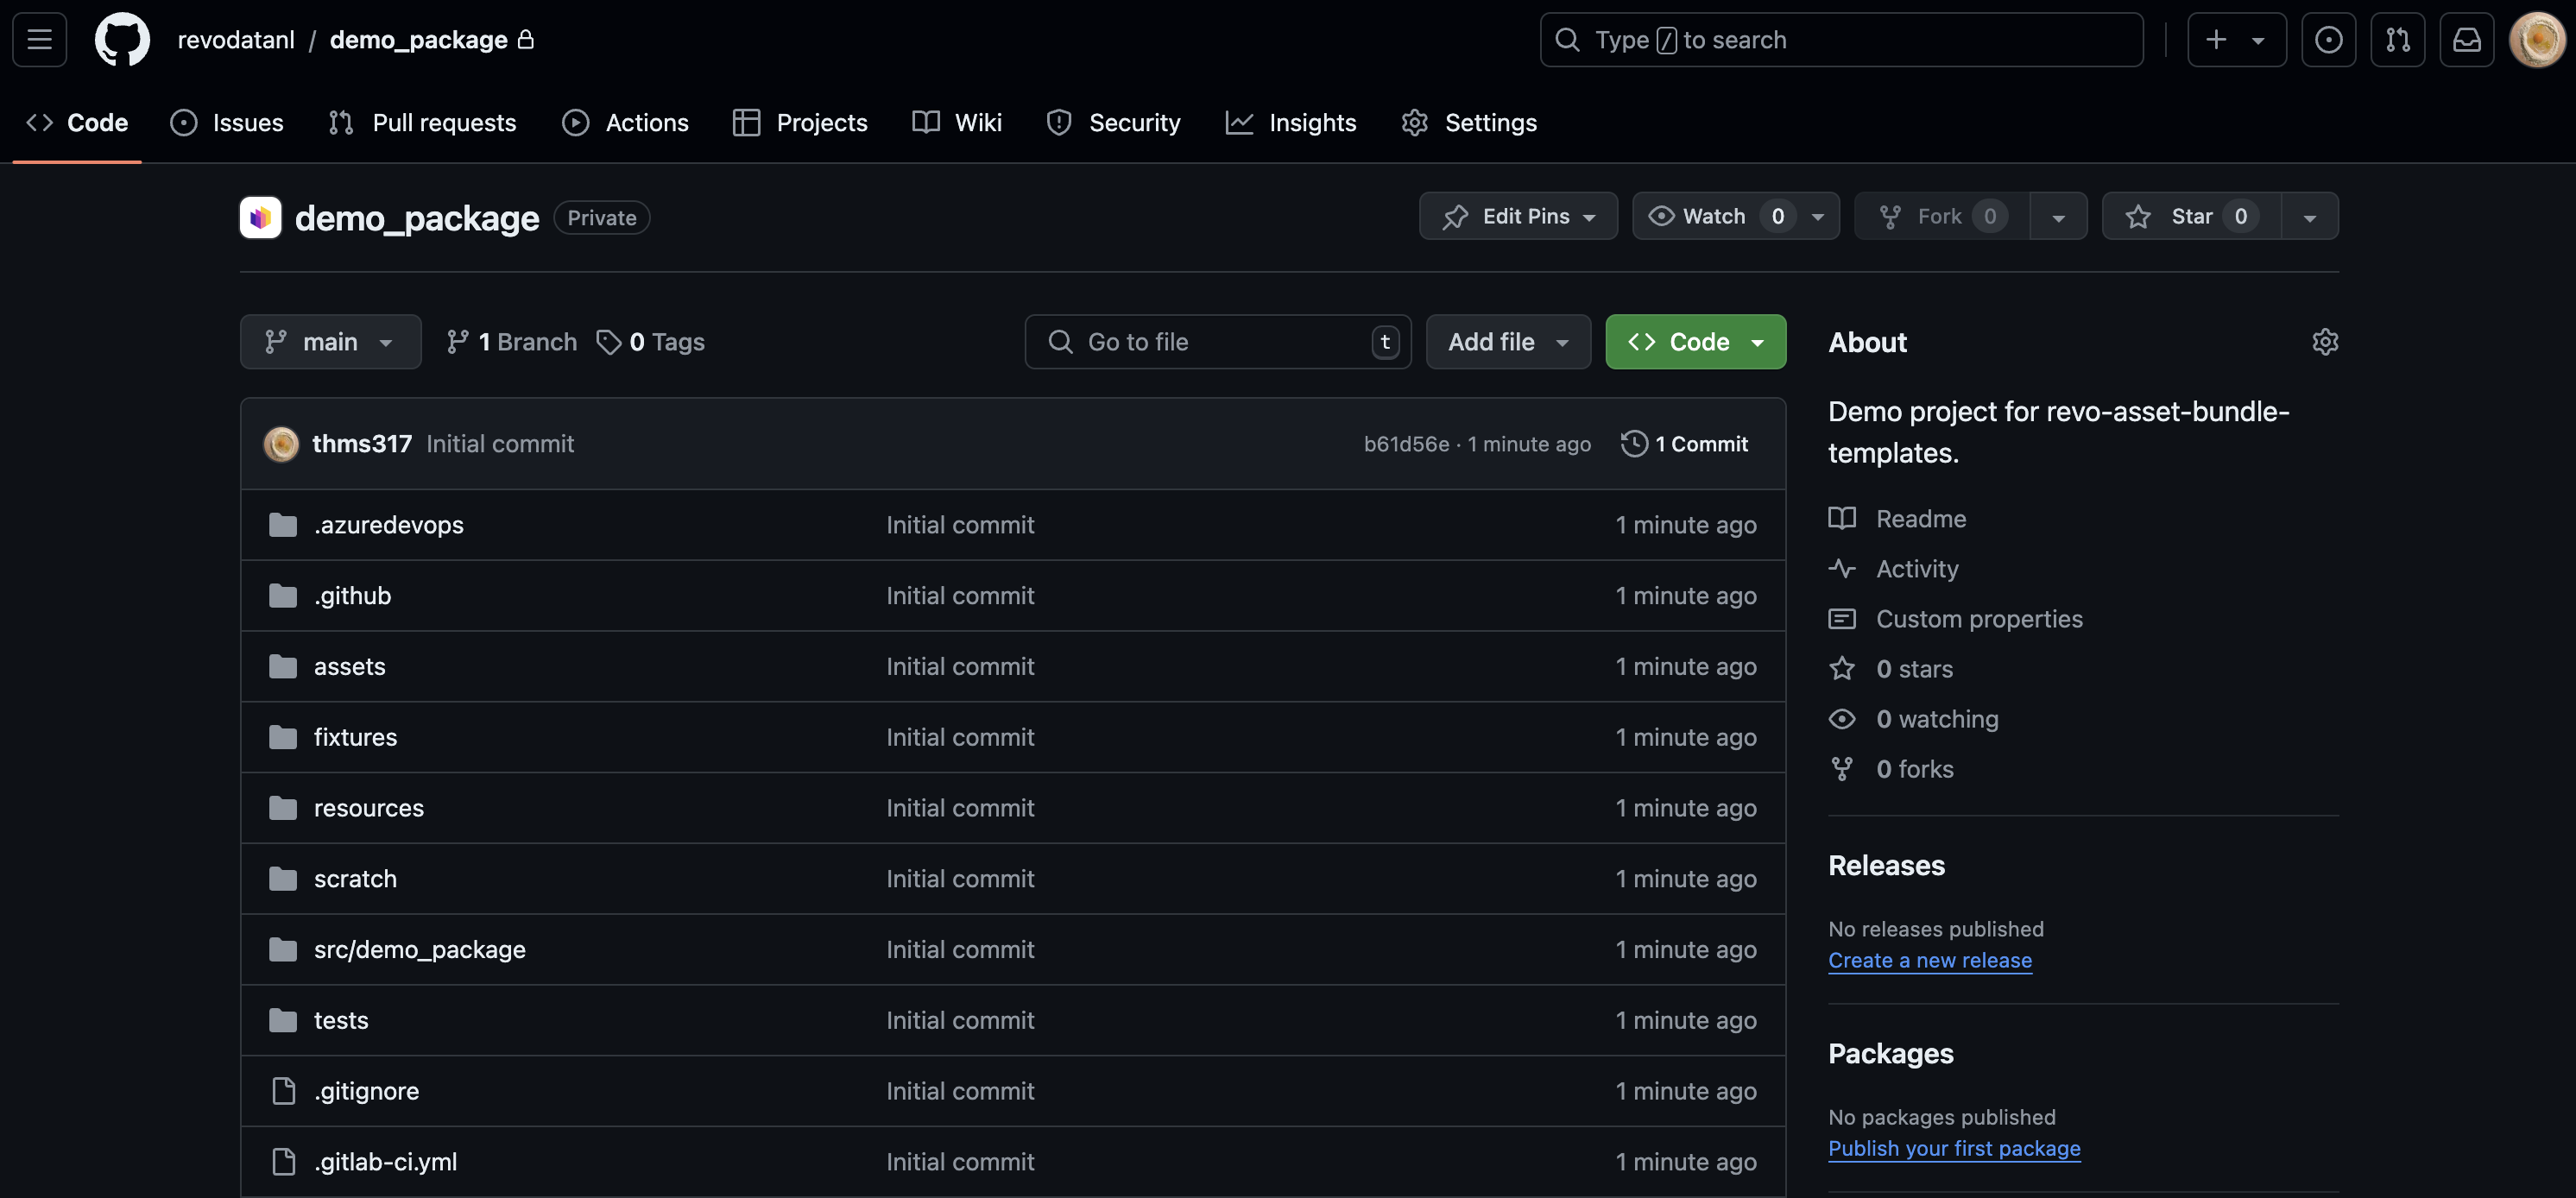 revodatanl / demo_package
Type / to search
Code Issues Pull requests Actions Projects Wiki Security Insights Settings
demo_package Private
Edit Pins Watch 0 Fork 0 Star 0
main 1 Branch 0 Tags Go to file t Add file Code
thms317 Initial commit b61d56e · 1 minute ago 1 Commit
.azuredevops Initial commit 1 minute ago
.github Initial commit 1 minute ago
assets Initial commit 1 minute ago
fixtures Initial commit 1 minute ago
resources Initial commit 1 minute ago
scratch Initial commit 1 minute ago
src/demo_package Initial commit 1 minute ago
tests Initial commit 1 minute ago
.gitignore Initial commit 1 minute ago
.gitlab-ci.yml Initial commit 1 minute ago
About
Demo project for revo-asset-bundle-
templates.
Readme
Activity
Custom properties
0 stars
0 watching
0 forks
Releases
No releases published
Create a new release
Packages
No packages published
Publish your first package